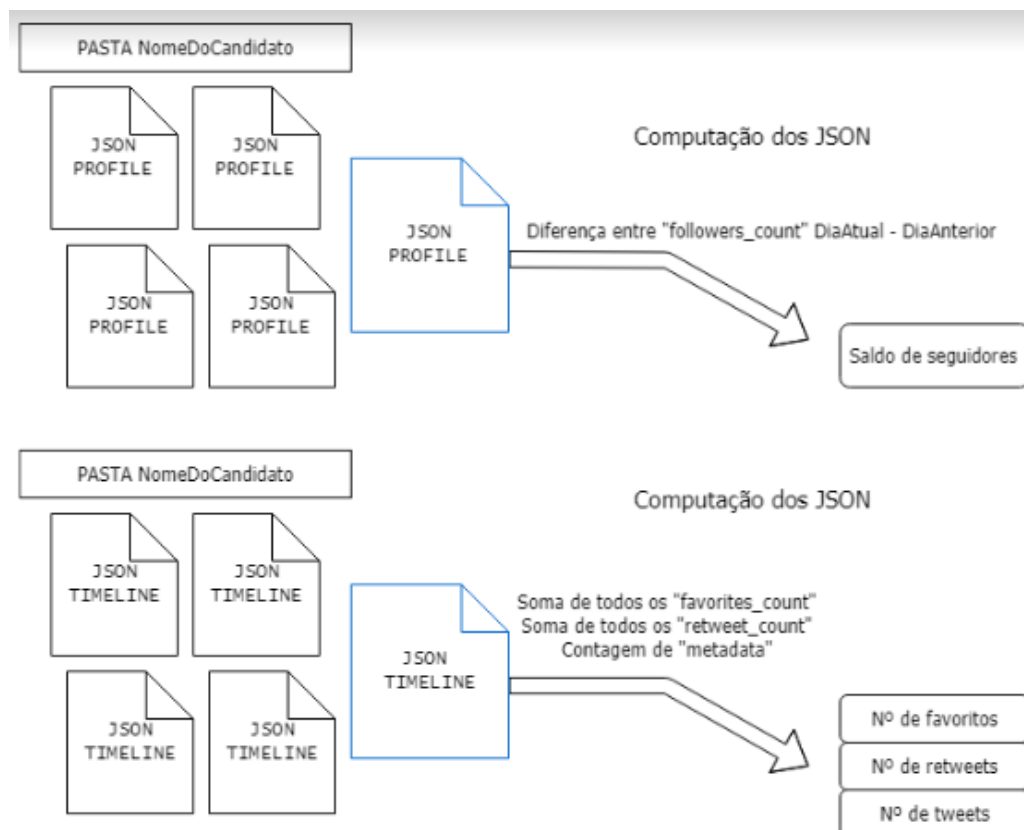 PASTA NomeDoCandidato
JSON
PROFILE
JSON
PROFILE
JSON
PROFILE
JSON
PROFILE
JSON
PROFILE
Computação dos JSON
Diferença entre "followers_count" DiaAtual - DiaAnterior
Saldo de seguidores
PASTA NomeDoCandidato
JSON
TIMELINE
JSON
TIMELINE
JSON
TIMELINE
JSON
TIMELINE
JSON
TIMELINE
Computação dos JSON
Soma de todos os "favorites_count"
Soma de todos os "retweet_count"
Contagem de "metadata"
Nº de favoritos
Nº de retweets
Nº de tweets